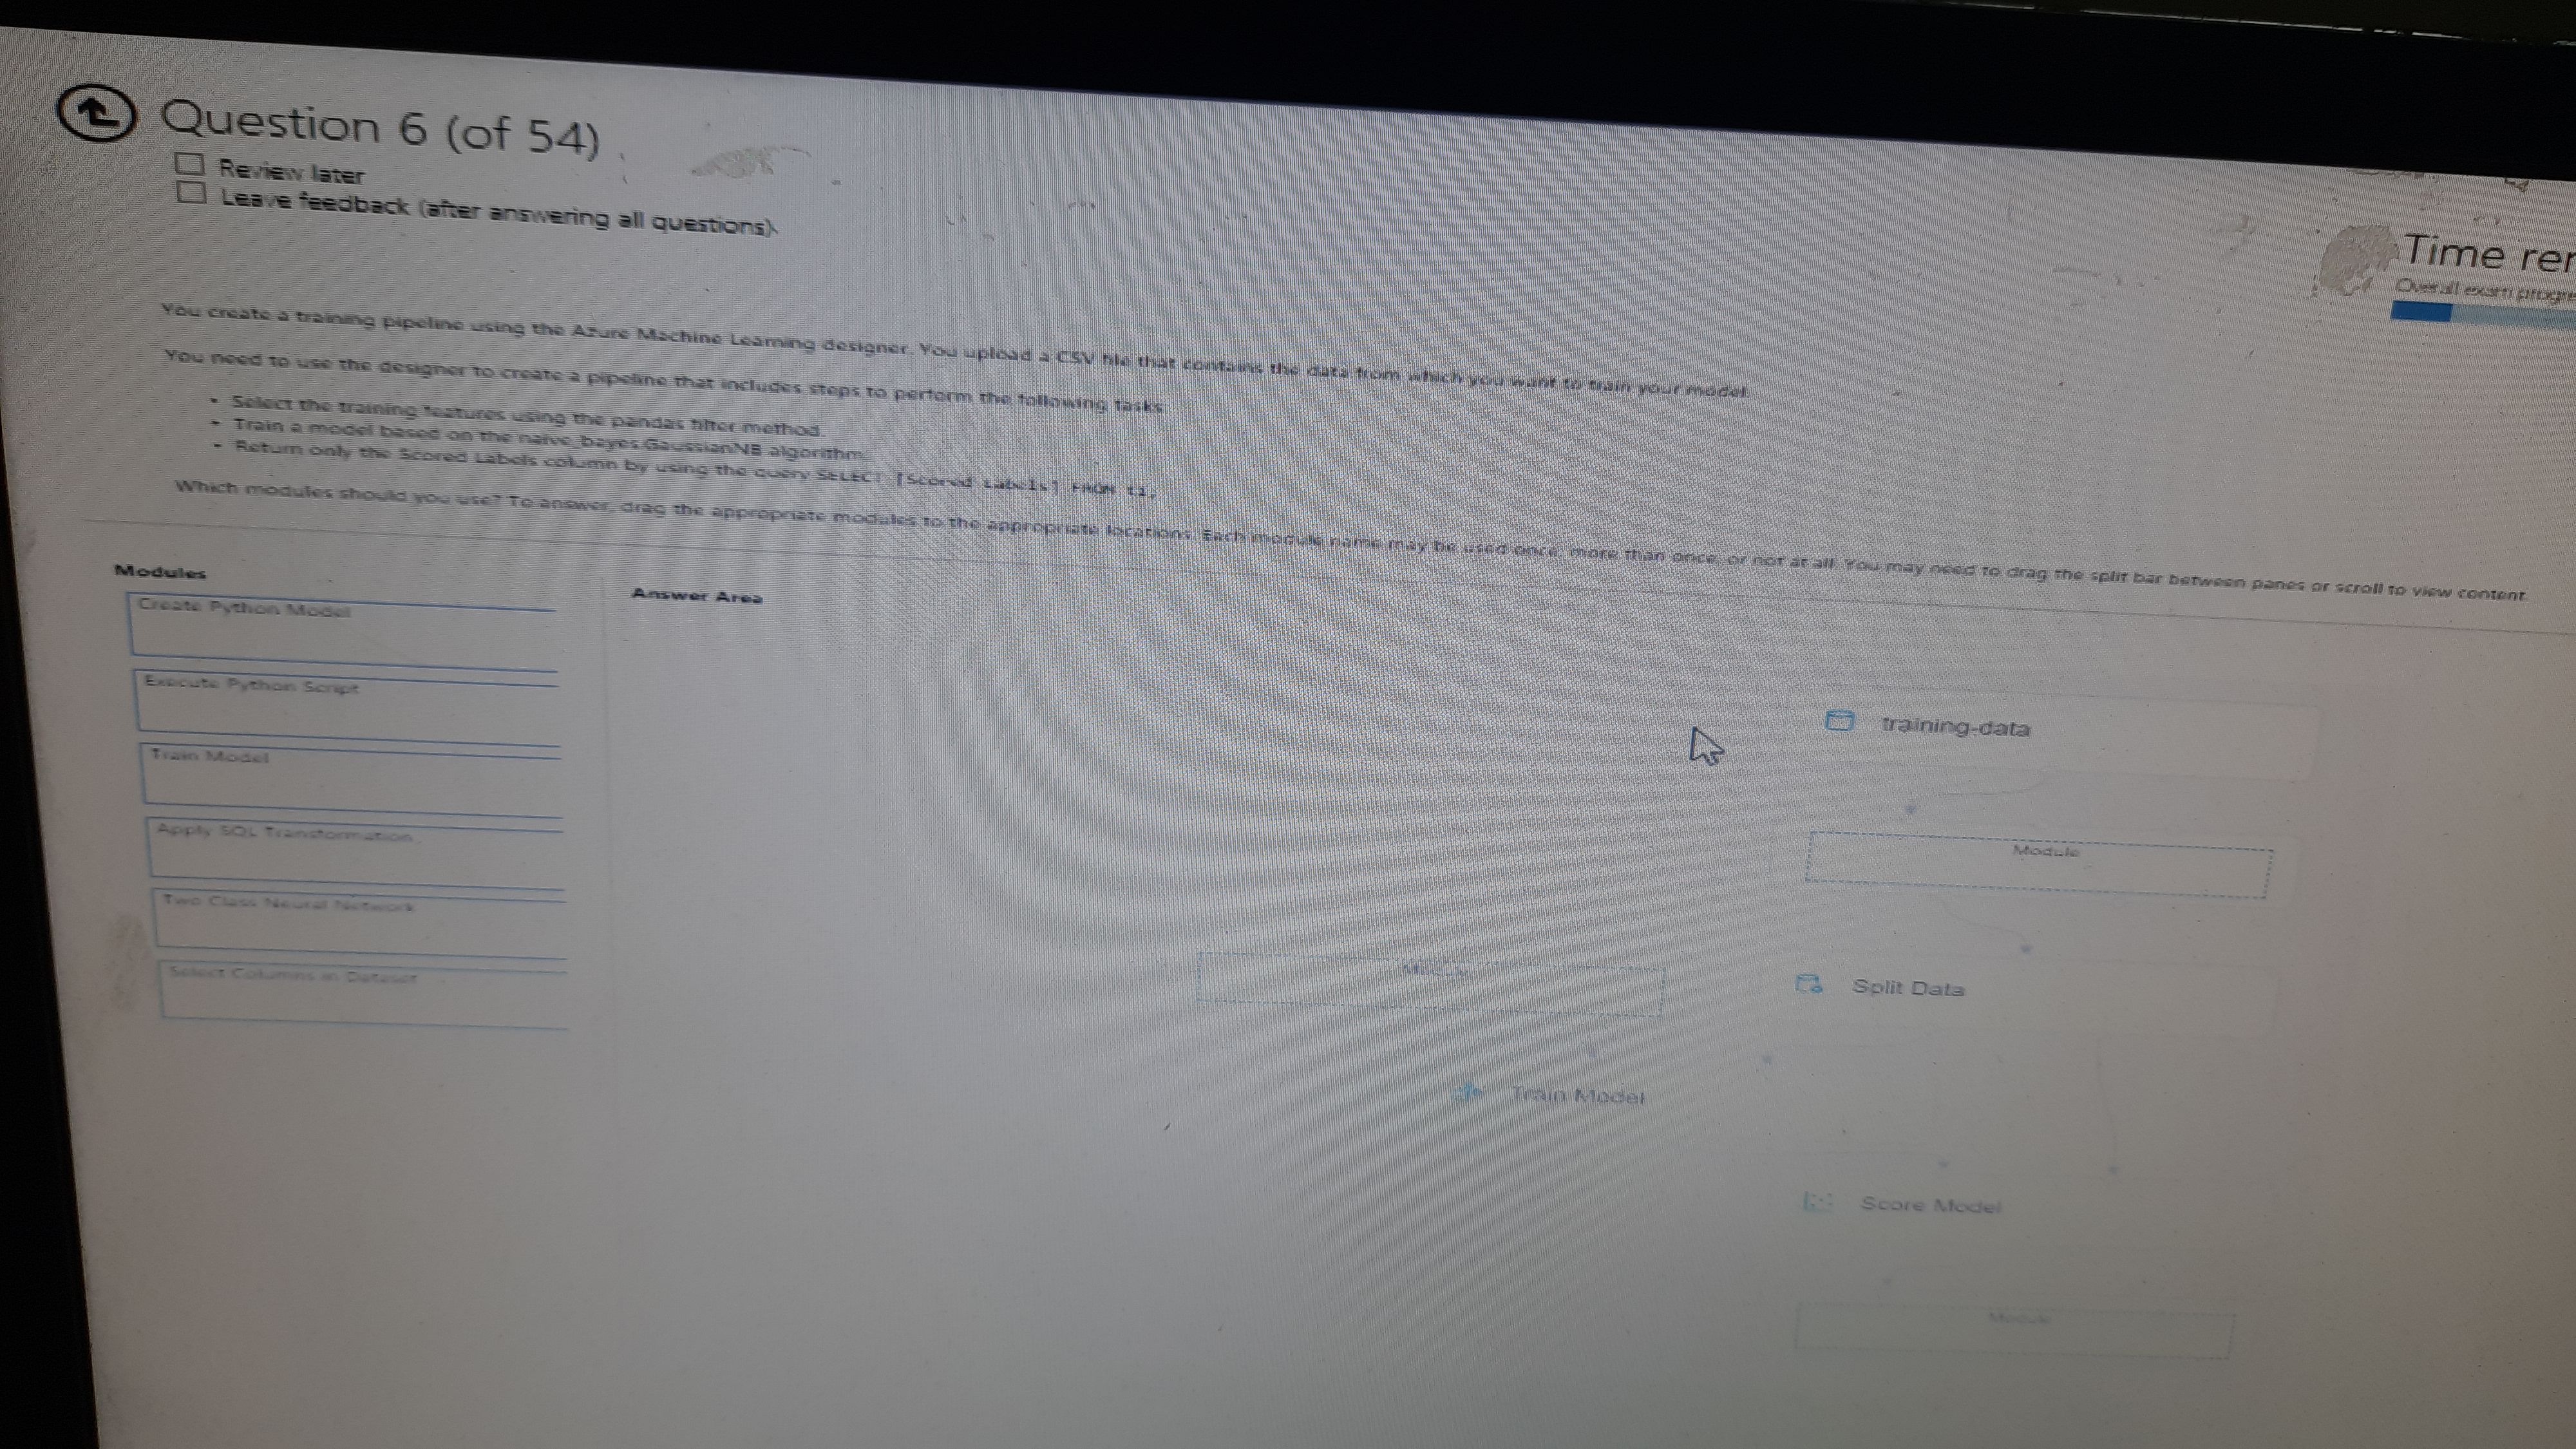 Question 6 (of 54)
Review later
Leave feedback (after answering all questions)
Time rer
Overall exam progre
You create a training pipeline using the Azure Machine Learning designer. You upload a CSV file that contains the data from which you want to train your model.
You need to use the designer to create a pipeline that includes steps to perform the following tasks:
• Select the training features using the pandas filter method.
• Train a model based on the naive_bayes.GaussianNB algorithm.
• Return only the Scored Labels column by using the query SELECT [Scored Labels] FROM t1;
Which modules should you use? To answer, drag the appropriate modules to the appropriate locations. Each module name may be used once, more than once, or not at all. You may need to drag the split bar between panes or scroll to view content.
Modules
Create Python Model
Execute Python Script
Train Model
Apply SQL Transformation
Two Class Neural Network
Select Columns in Dataset
Answer Area
training-data
Module
Module
Split Data
Train Model
Score Model
Module